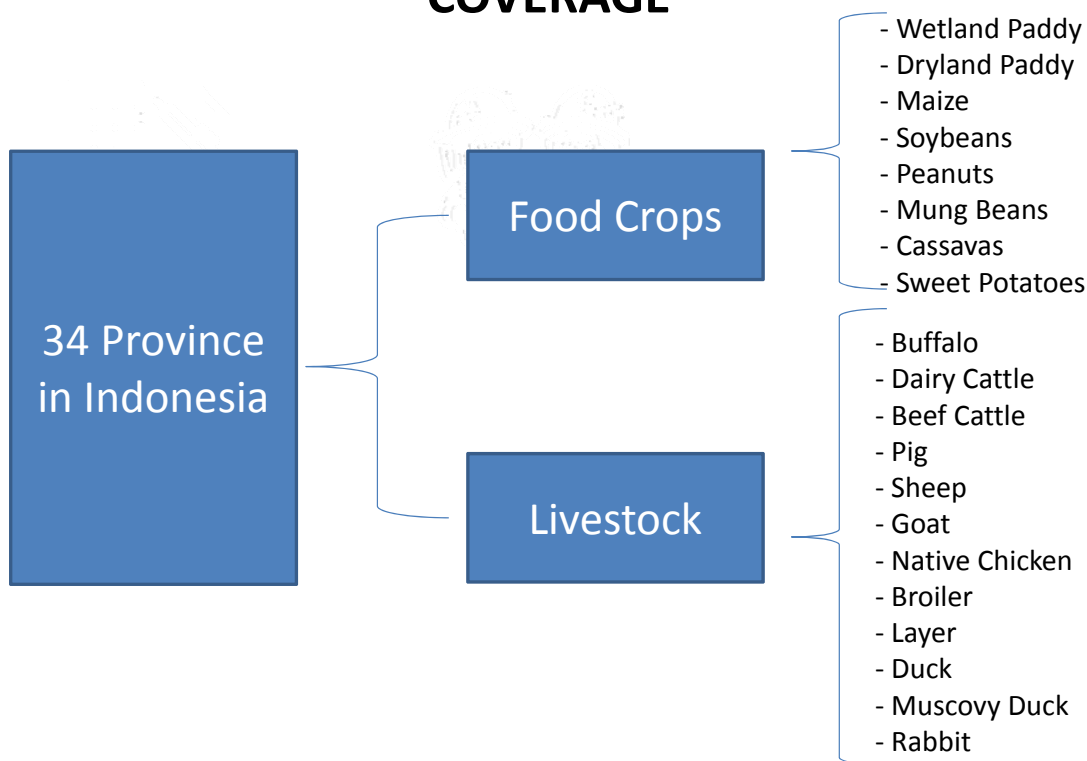 COVERAGE
34 Province
in Indonesia
Food Crops
- Wetland Paddy
- Dryland Paddy
- Maize
- Soybeans
- Peanuts
- Mung Beans
- Cassavas
- Sweet Potatoes
Livestock
- Buffalo
- Dairy Cattle
- Beef Cattle
- Pig
- Sheep
- Goat
- Native Chicken
- Broiler
- Layer
- Duck
- Muscovy Duck
- Rabbit